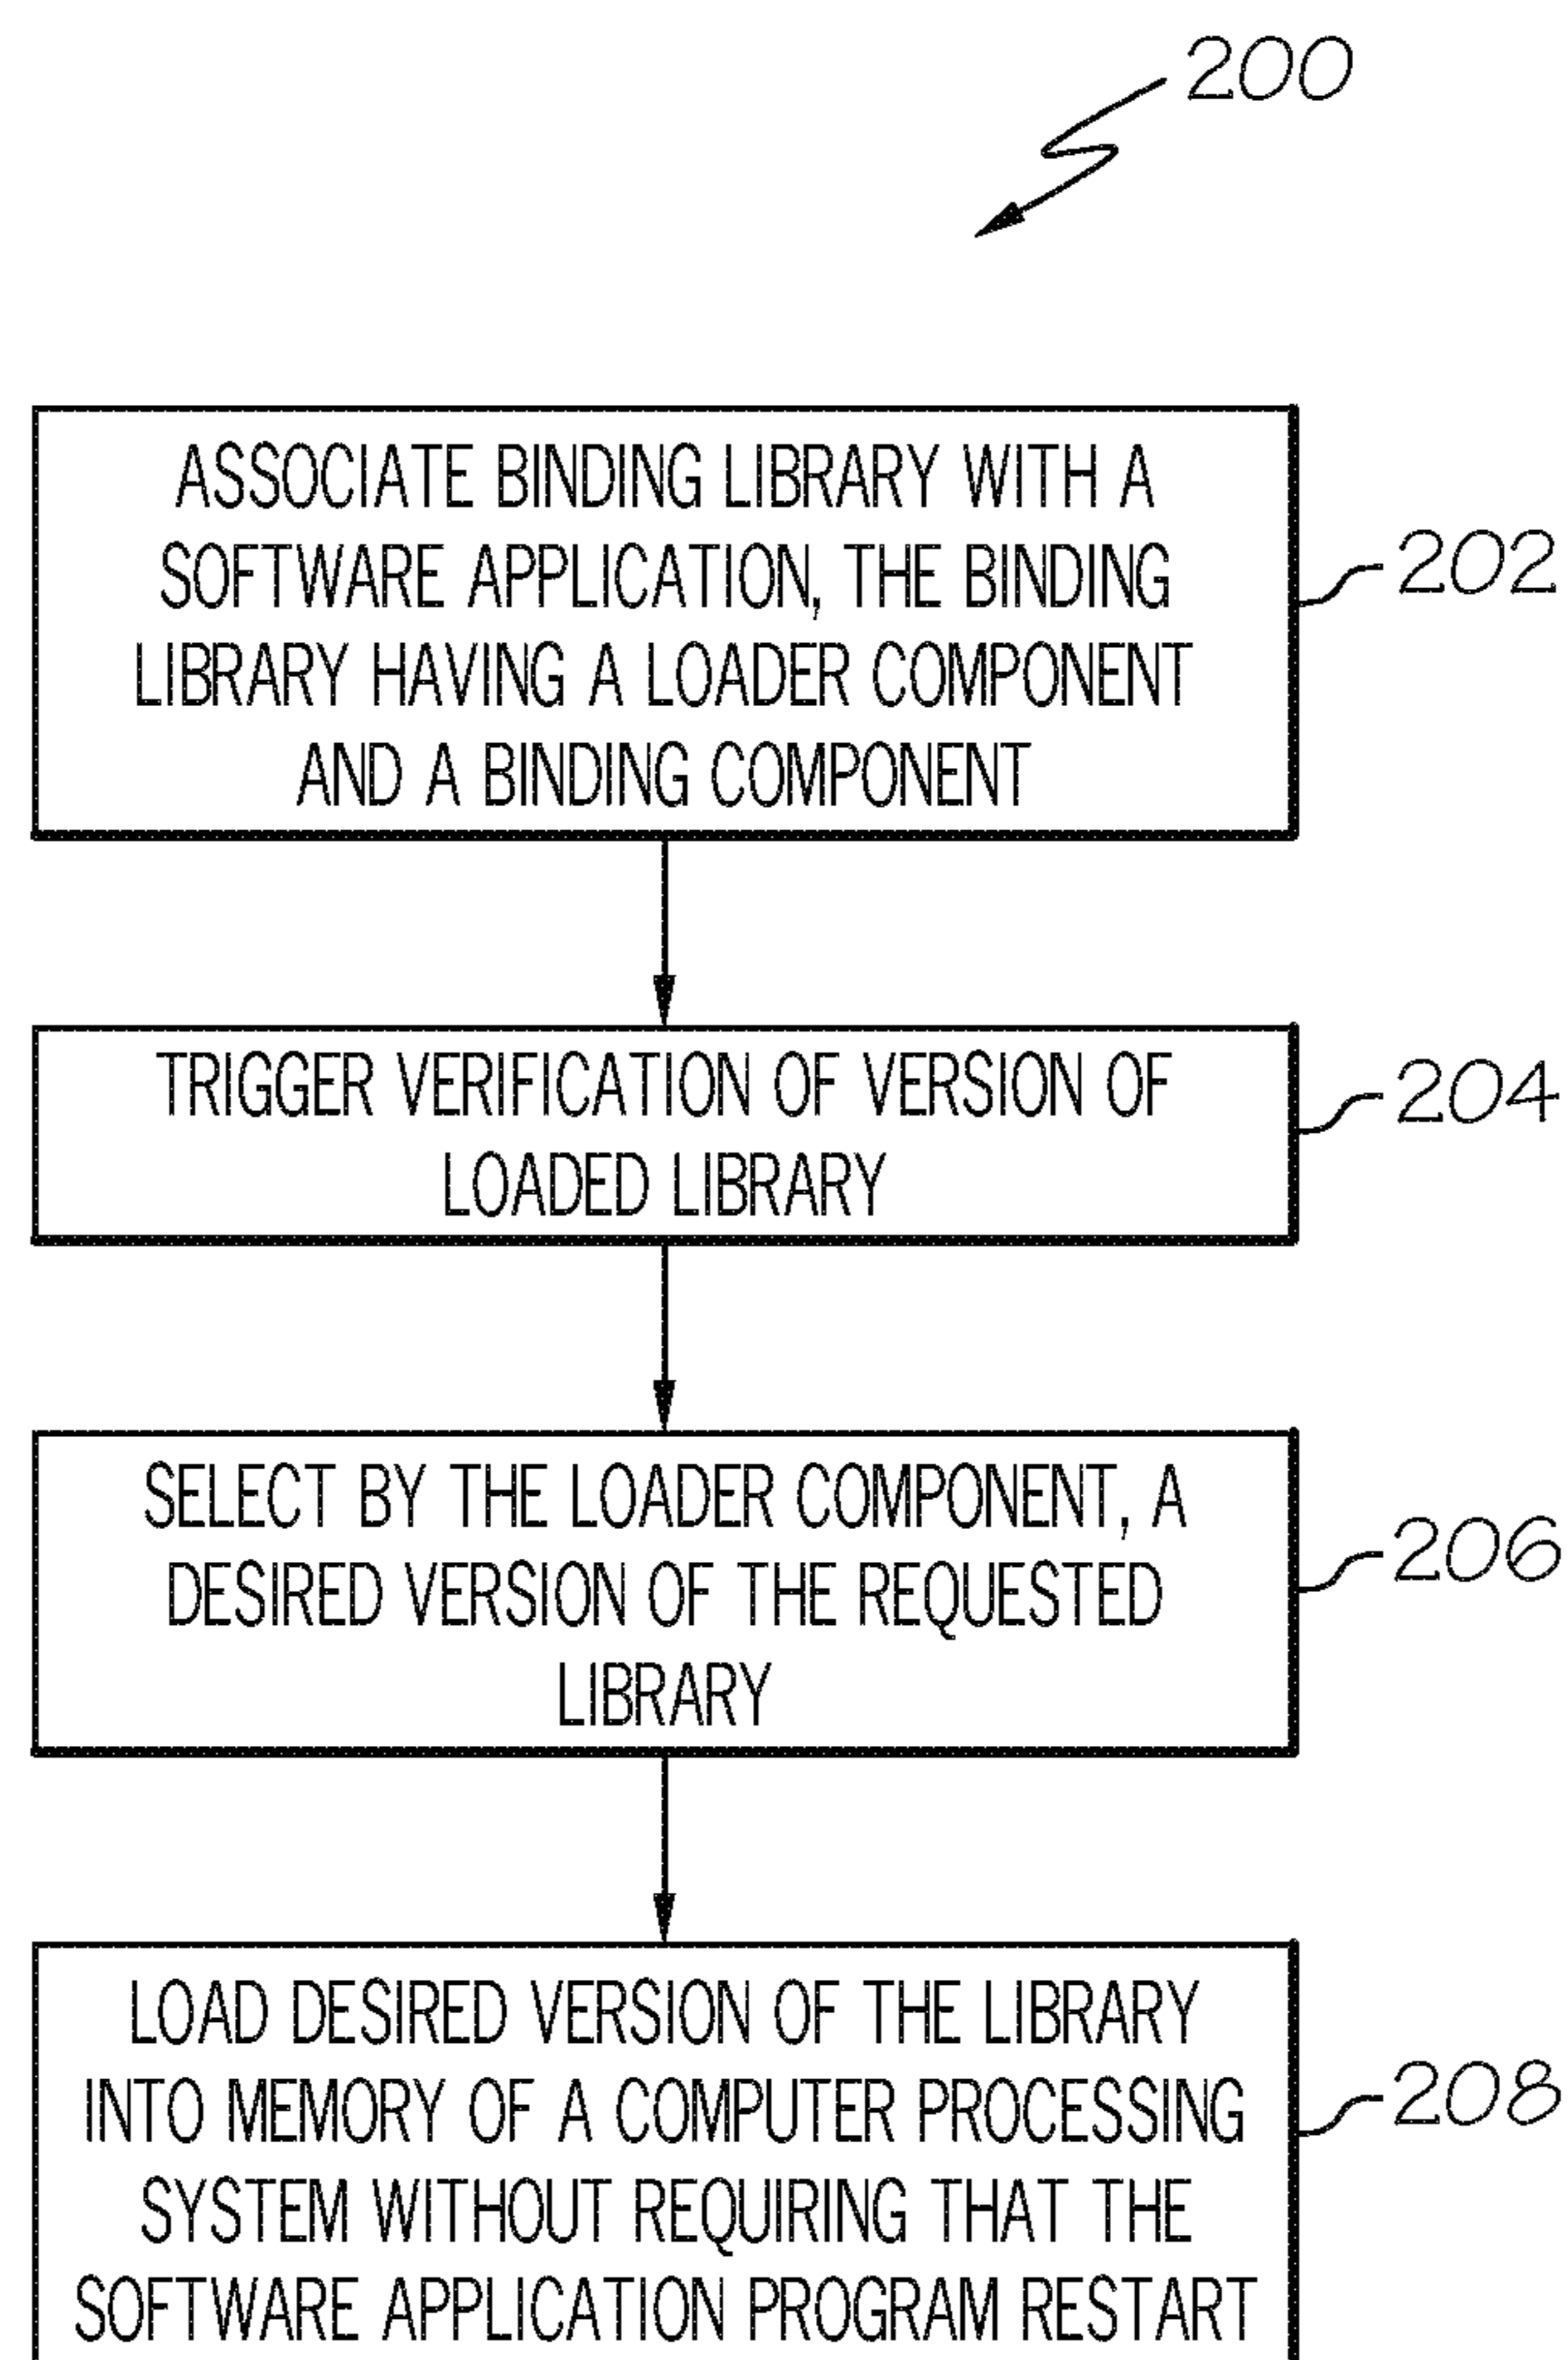 200
ASSOCIATE BINDING LIBRARY WITH A
SOFTWARE APPLICATION, THE BINDING
LIBRARY HAVING A LOADER COMPONENT
AND A BINDING COMPONENT
202
TRIGGER VERIFICATION OF VERSION OF
LOADED LIBRARY
204
SELECT BY THE LOADER COMPONENT, A
DESIRED VERSION OF THE REQUESTED
LIBRARY
206
LOAD DESIRED VERSION OF THE LIBRARY
INTO MEMORY OF A COMPUTER PROCESSING
SYSTEM WITHOUT REQUIRING THAT THE
SOFTWARE APPLICATION PROGRAM RESTART
208